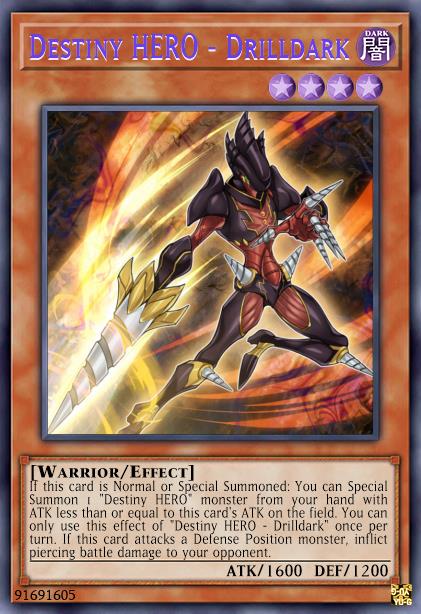 Destiny HERO - Drilldark
DARK
闇
[Warrior/Effect]
If this card is Normal or Special Summoned: You can Special
Summon 1 "Destiny HERO" monster from your hand with
ATK less than or equal to this card's ATK on the field. You can
only use this effect of "Destiny HERO - Drilldark" once per
turn. If this card attacks a Defense Position monster, inflict
piercing battle damage to your opponent.
ATK/1600 DEF/1200
91691605